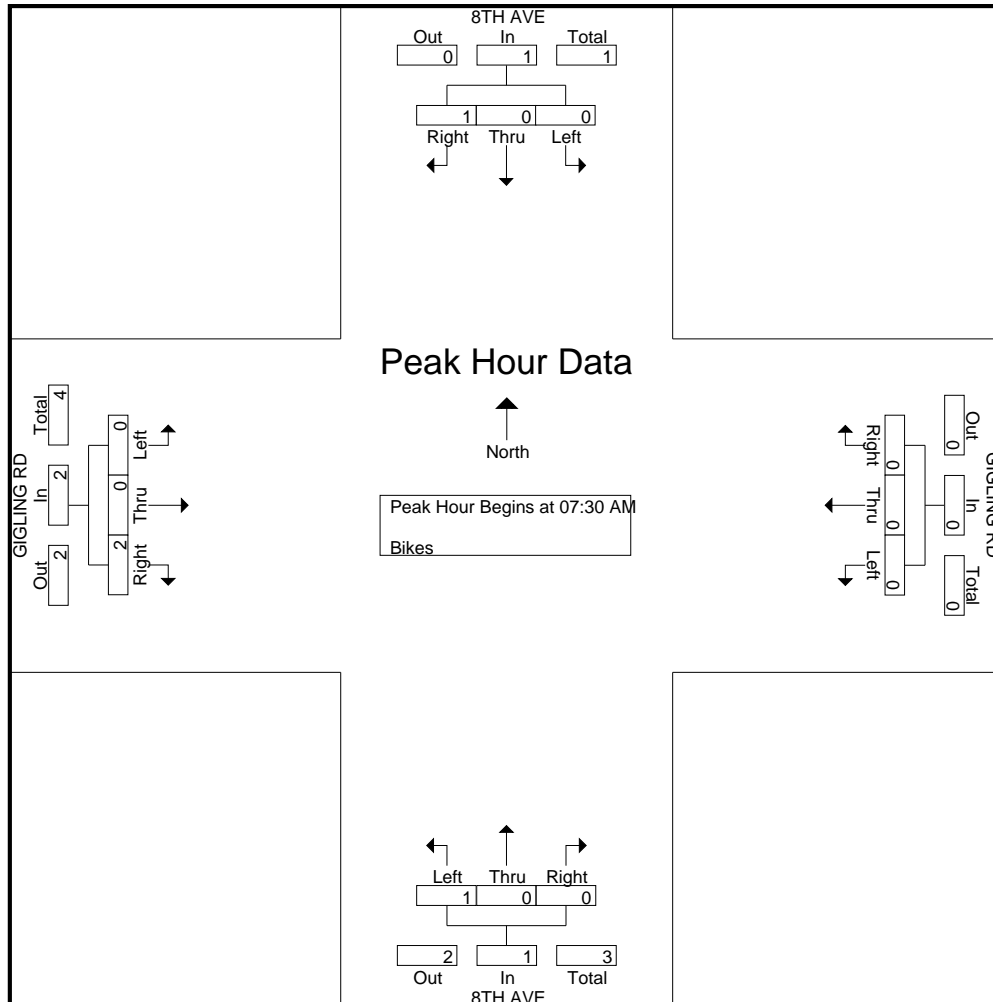 8TH AVE
Out In Total
0 1 1
1 0 0
Right Thru Left
Peak Hour Data
North
Peak Hour Begins at 07:30 AM
Bikes
GIGLING RD
Out In Total
2 2 4
Left Thru Right
0 0 2
GIGLING RD
Out In Total
0 0 0
Right Thru Left
0 0 0
Left Thru Right
1 0 0
2 1 3
Out In Total
8TH AVE